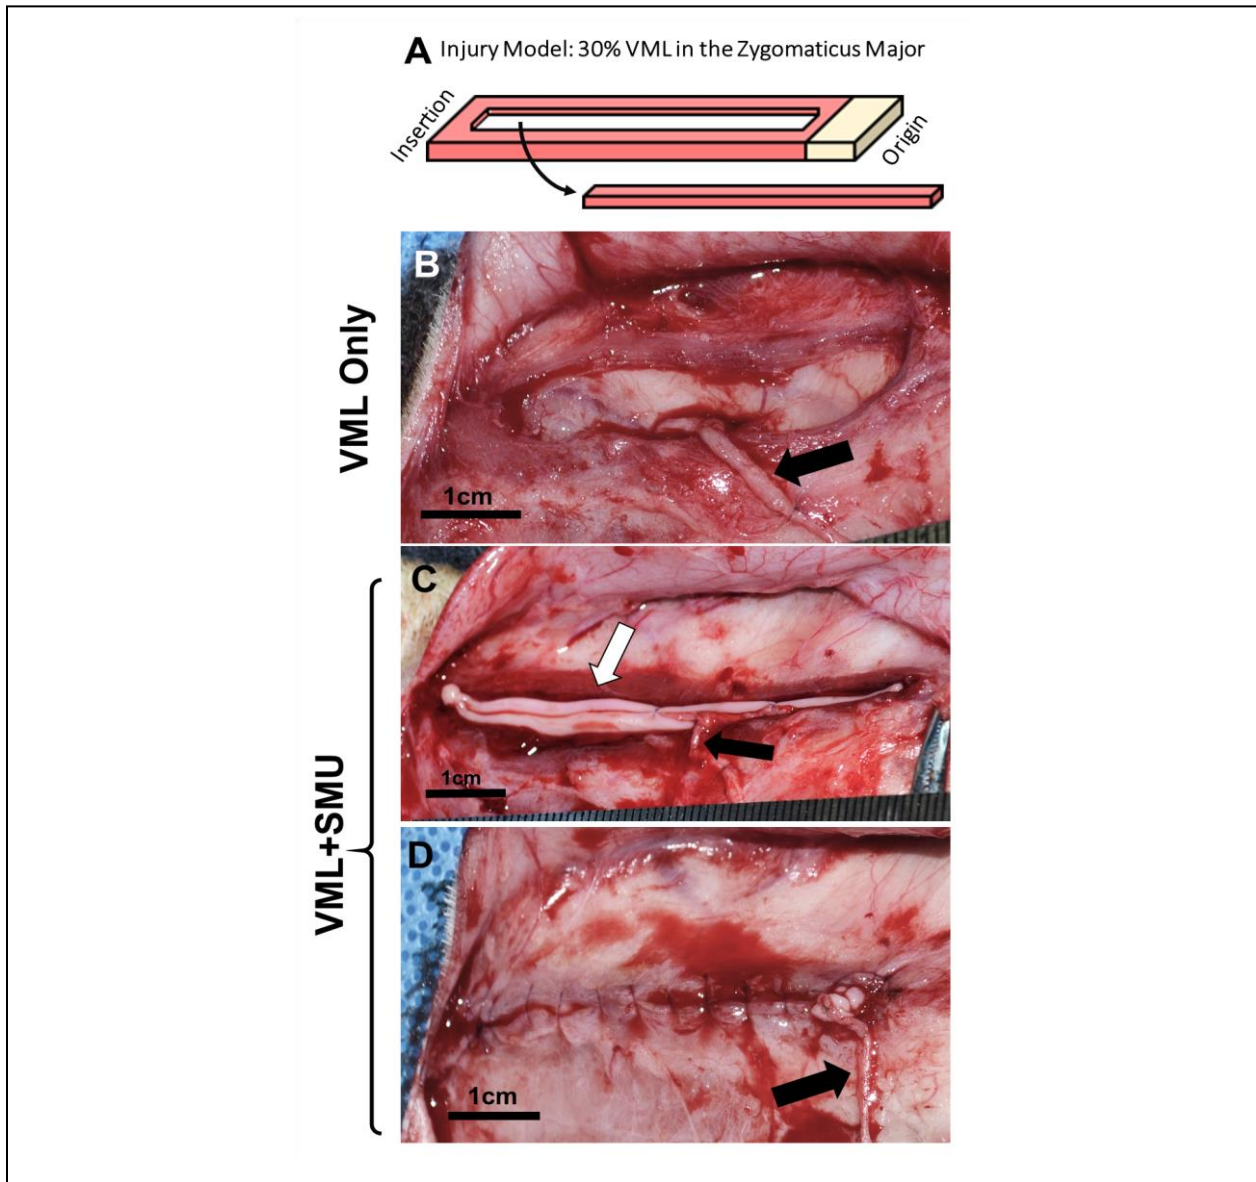 A Injury Model: 30% VML in the Zygomaticus Major
Insertion
Origin
VML Only
B
1cm
VML+SMU
C
1cm
D
1cm